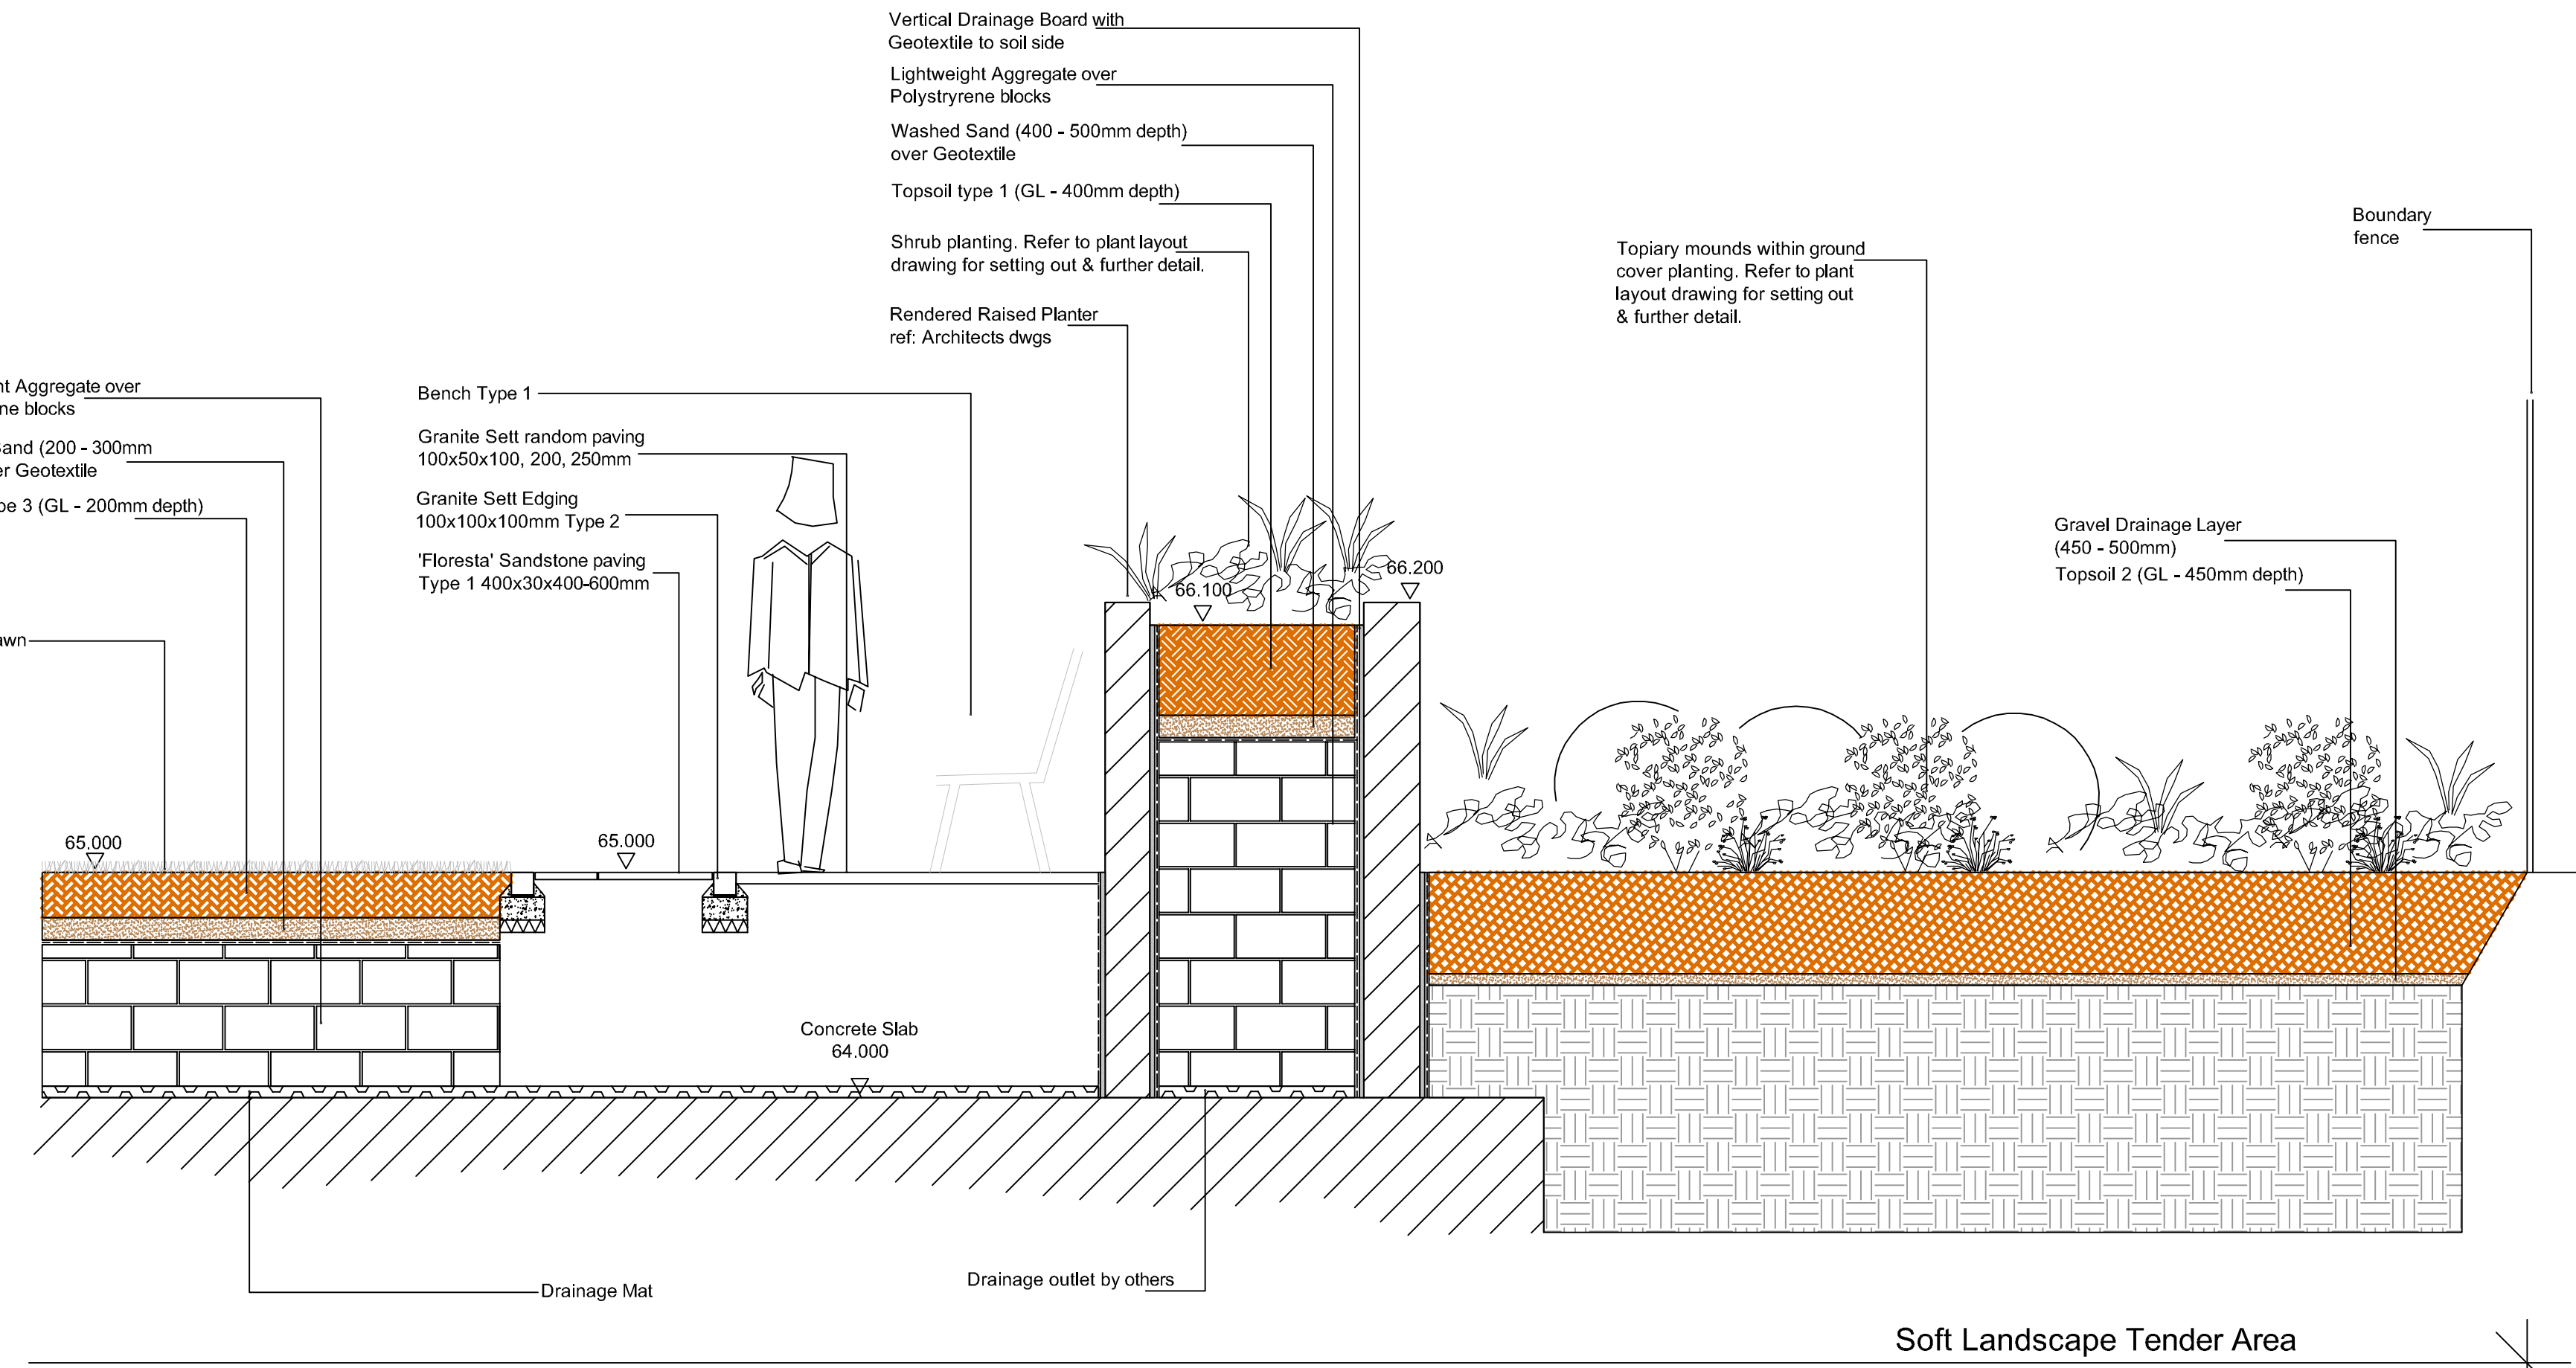 Vertical Drainage Board with
Geotextile to soil side
Lightweight Aggregate over
Polystryrene blocks
Washed Sand (400 - 500mm depth)
over Geotextile
Topsoil type 1 (GL - 400mm depth)
Shrub planting. Refer to plant layout
drawing for setting out & further detail.
Rendered Raised Planter
ref: Architects dwgs
Topiary mounds within ground
cover planting. Refer to plant
layout drawing for setting out
& further detail.
Boundary
fence
Aggregate over
blocks
(200 - 300mm
Geotextile
3 (GL - 200mm depth)
Bench Type 1
Granite Sett random paving
100x50x100, 200, 250mm
Granite Sett Edging
100x100x100mm Type 2
'Floresta' Sandstone paving
Type 1 400x30x400-600mm
Gravel Drainage Layer
(450 - 500mm)
Topsoil 2 (GL - 450mm depth)
66.100
66.200
65.000
65.000
Concrete Slab
64.000
Drainage Mat
Drainage outlet by others
Soft Landscape Tender Area